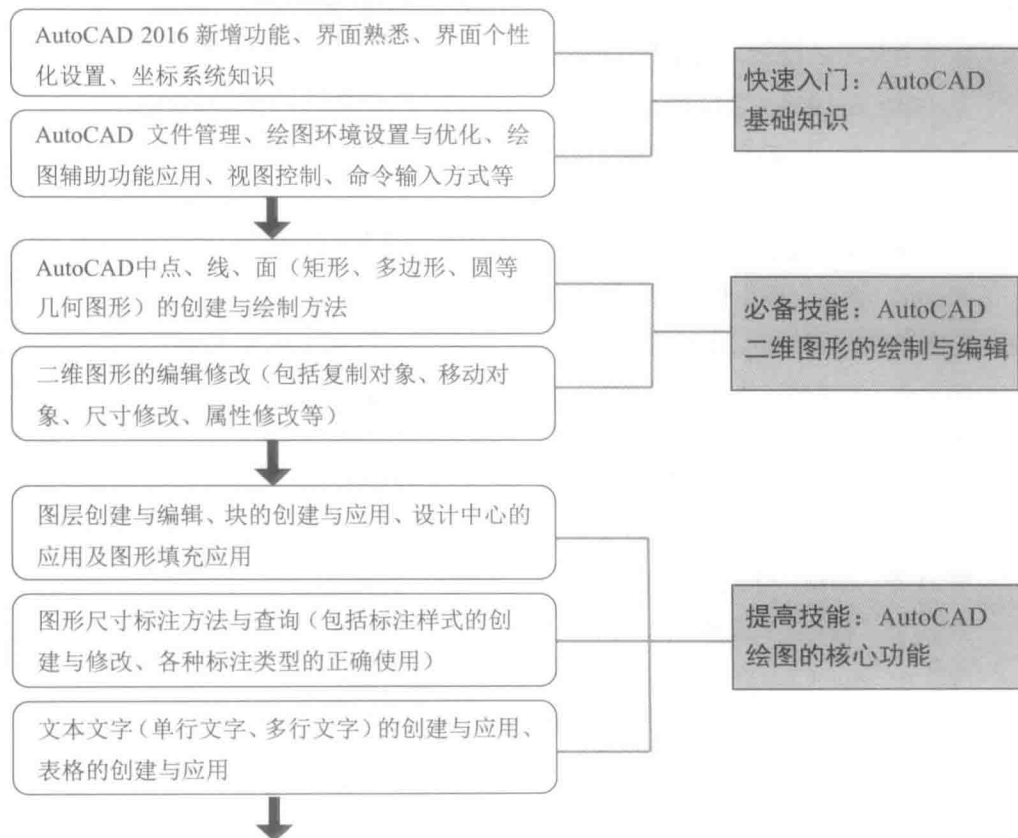 AutoCAD 2016 新增功能、界面熟悉、界面个性
化设置、坐标系统知识
快速入门：AutoCAD
基础知识
AutoCAD 文件管理、绘图环境设置与优化、绘
图辅助功能应用、视图控制、命令输入方式等
AutoCAD中点、线、面（矩形、多边形、圆等
几何图形）的创建与绘制方法
必备技能：AutoCAD
二维图形的绘制与编辑
二维图形的编辑修改（包括复制对象、移动对
象、尺寸修改、属性修改等）
图层创建与编辑、块的创建与应用、设计中心的
应用及图形填充应用
图形尺寸标注方法与查询（包括标注样式的创
建与修改、各种标注类型的正确使用）
提高技能：AutoCAD
绘图的核心功能
文本文字（单行文字、多行文字）的创建与应用、
表格的创建与应用